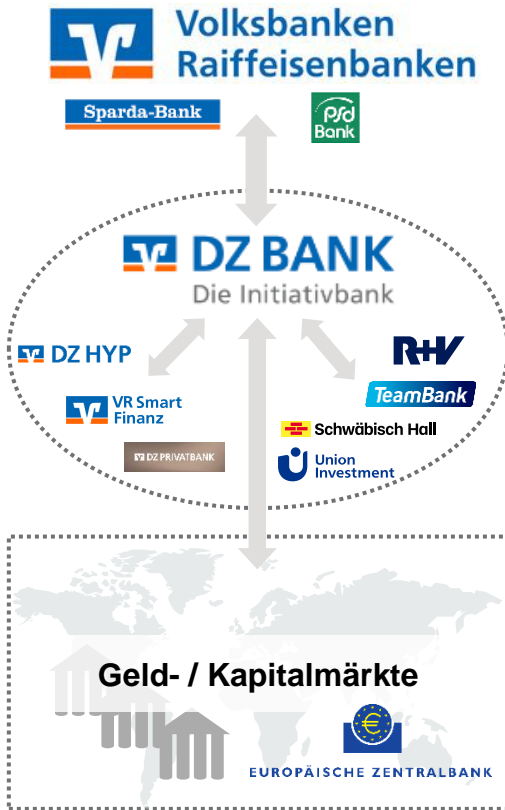 Volksbanken
Raiffeisenbanken
Sparda-Bank
psd
Bank
DZ BANK
Die Initiativbank
DZ HYP
R+V
VR Smart
Finanz
TeamBank
DZ PRIVATBANK
Schwäbisch Hall
Union
Investment
Geld- / Kapitalmärkte
EUROPÄISCHE ZENTRALBANK